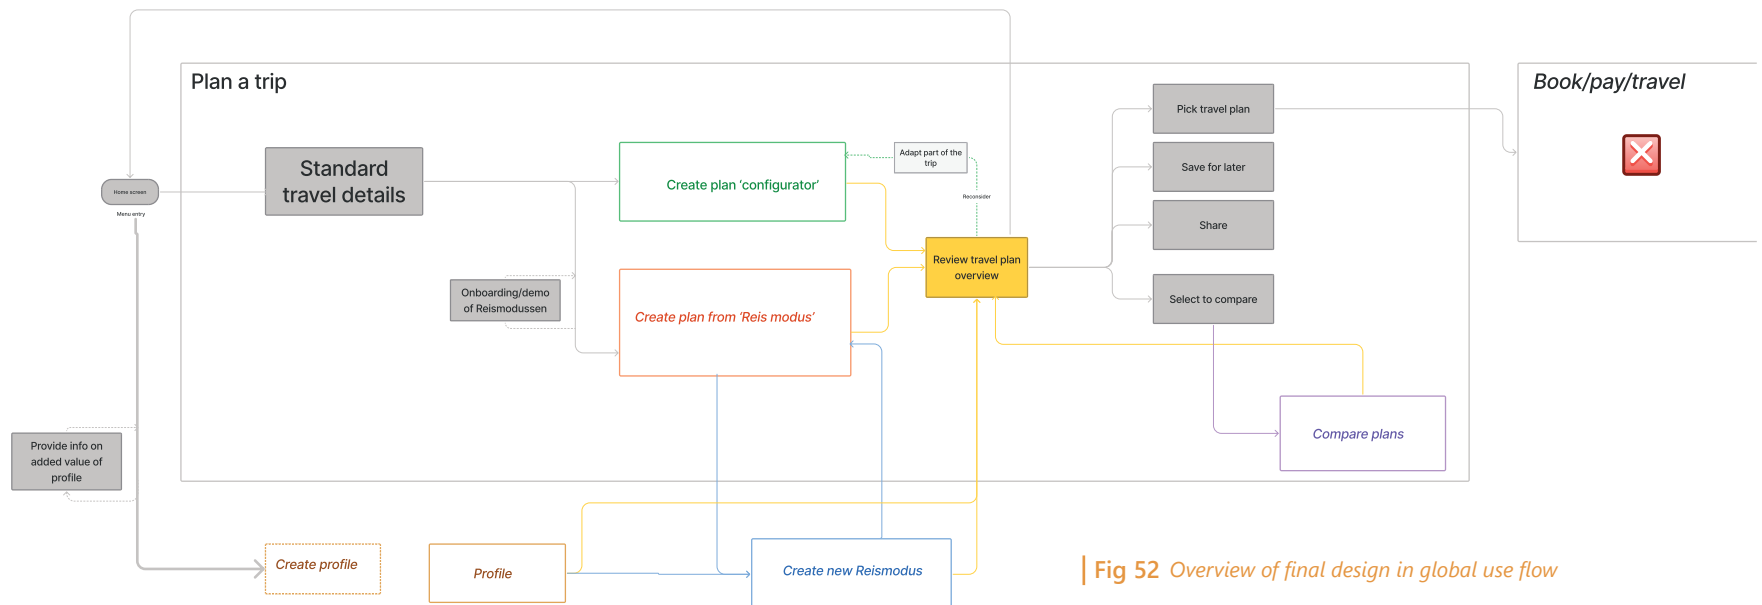 Plan a trip
Book/pay/travel
Home screen
Menu entry
Standard
travel details
Create plan ‘configurator’
Adapt part of the
trip
Reconsider
Onboarding/demo
of Reismodussen
Create plan from ‘Reis modus’
Review travel plan
overview
Pick travel plan
Save for later
Share
Select to compare
Compare plans
Provide info on
added value of
profile
Create profile
Profile
Create new Reismodus
Fig 52 Overview of final design in global use flow